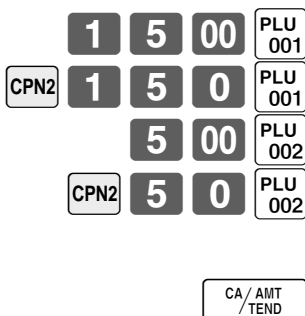 1 5 00 PLU 001
CPN2 1 5 0 PLU 001
5 00 PLU 002
CPN2 5 0 PLU 002
CA/AMT /TEND